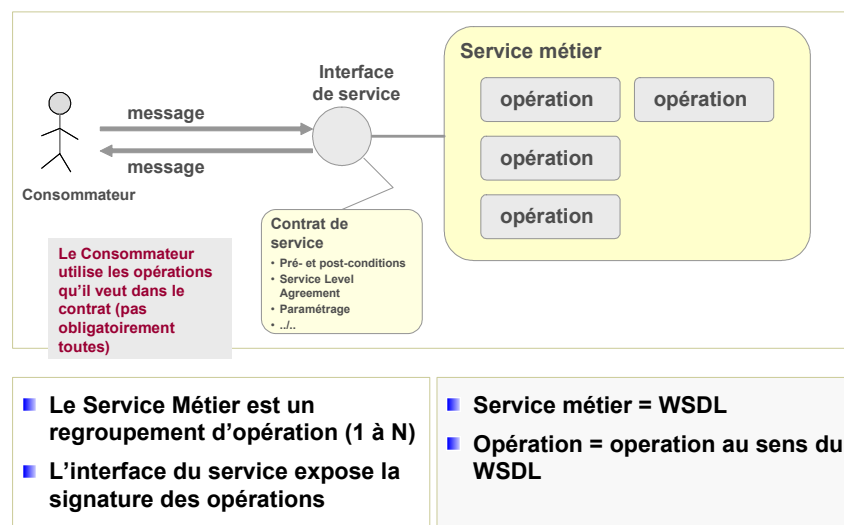 Service métier
Interface
de service
opération
opération
message
opération
message
Consommateur
opération
Contrat de
service
• Pré- et post-conditions
• Service Level
Agreement
• Paramétrage
• ../..
Le Consommateur
utilise les opérations
qu'il veut dans le
contrat (pas
obligatoirement
toutes)
Le Service Métier est un
regroupement d'opération (1 à N)
L'interface du service expose la
signature des opérations
Service métier = WSDL
Opération = operation au sens du
WSDL